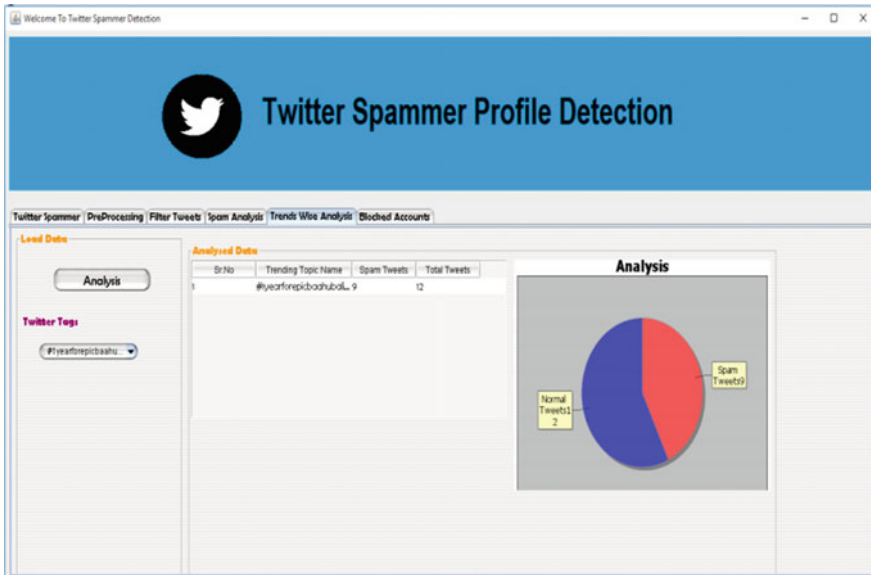 Welcome To Twitter Spammer Detection
Twitter Spammer Profile Detection
Twitter Spammer PreProcessing Filter Tweets Spam Analysis Trends Wise Analysis Blocked Accounts
Load Data
Analysis
Twitter Tags
#1yearforepicbaahu...
Analysed Data
Sr.No Trending Topic Name Spam Tweets Total Tweets
1 #1yearforepicbaahubali... 9 12
Analysis
Spam
Tweets9
Normal
Tweets1
2